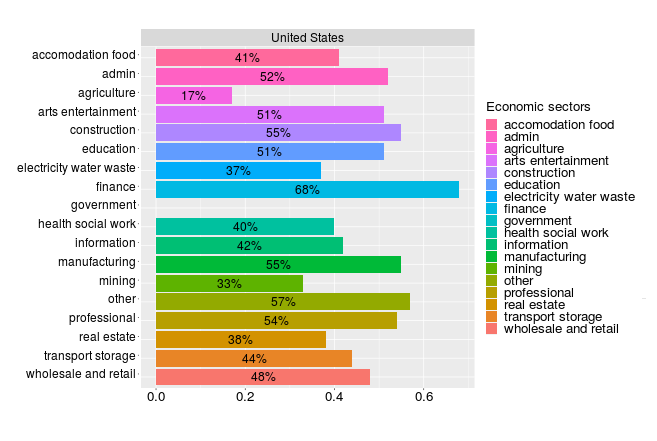 United States
accomodation food 41%
admin 52%
agriculture 17%
arts entertainment 51%
construction 55%
education 51%
electricity water waste 37%
finance 68%
government
health social work 40%
information 42%
manufacturing 55%
mining 33%
other 57%
professional 54%
real estate 38%
transport storage 44%
wholesale and retail 48%
0.0 0.2 0.4 0.6
Economic sectors
accomodation food
admin
agriculture
arts entertainment
construction
education
electricity water waste
finance
government
health social work
information
manufacturing
mining
other
professional
real estate
transport storage
wholesale and retail